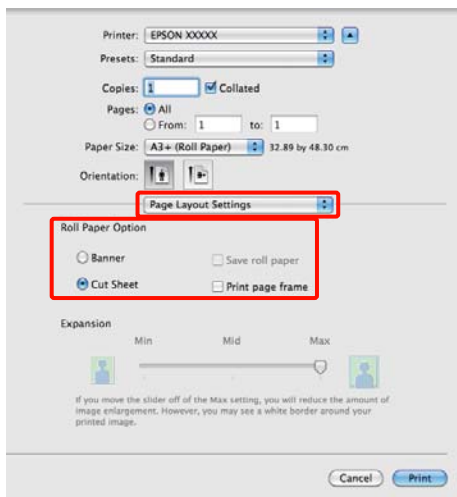 Printer: EPSON XXXXX
Presets: Standard
Copies: 1 Collated
Pages: All
From: 1 to: 1
Paper Size: A3+ (Roll Paper) 32.89 by 48.30 cm
Orientation:
Page Layout Settings
Roll Paper Option
Banner Save roll paper
Cut Sheet Print page frame
Expansion
Min Mid Max
If you move the slider off of the Max setting, you will reduce the amount of
image enlargement. However, you may see a white border around your
printed image.
Cancel Print